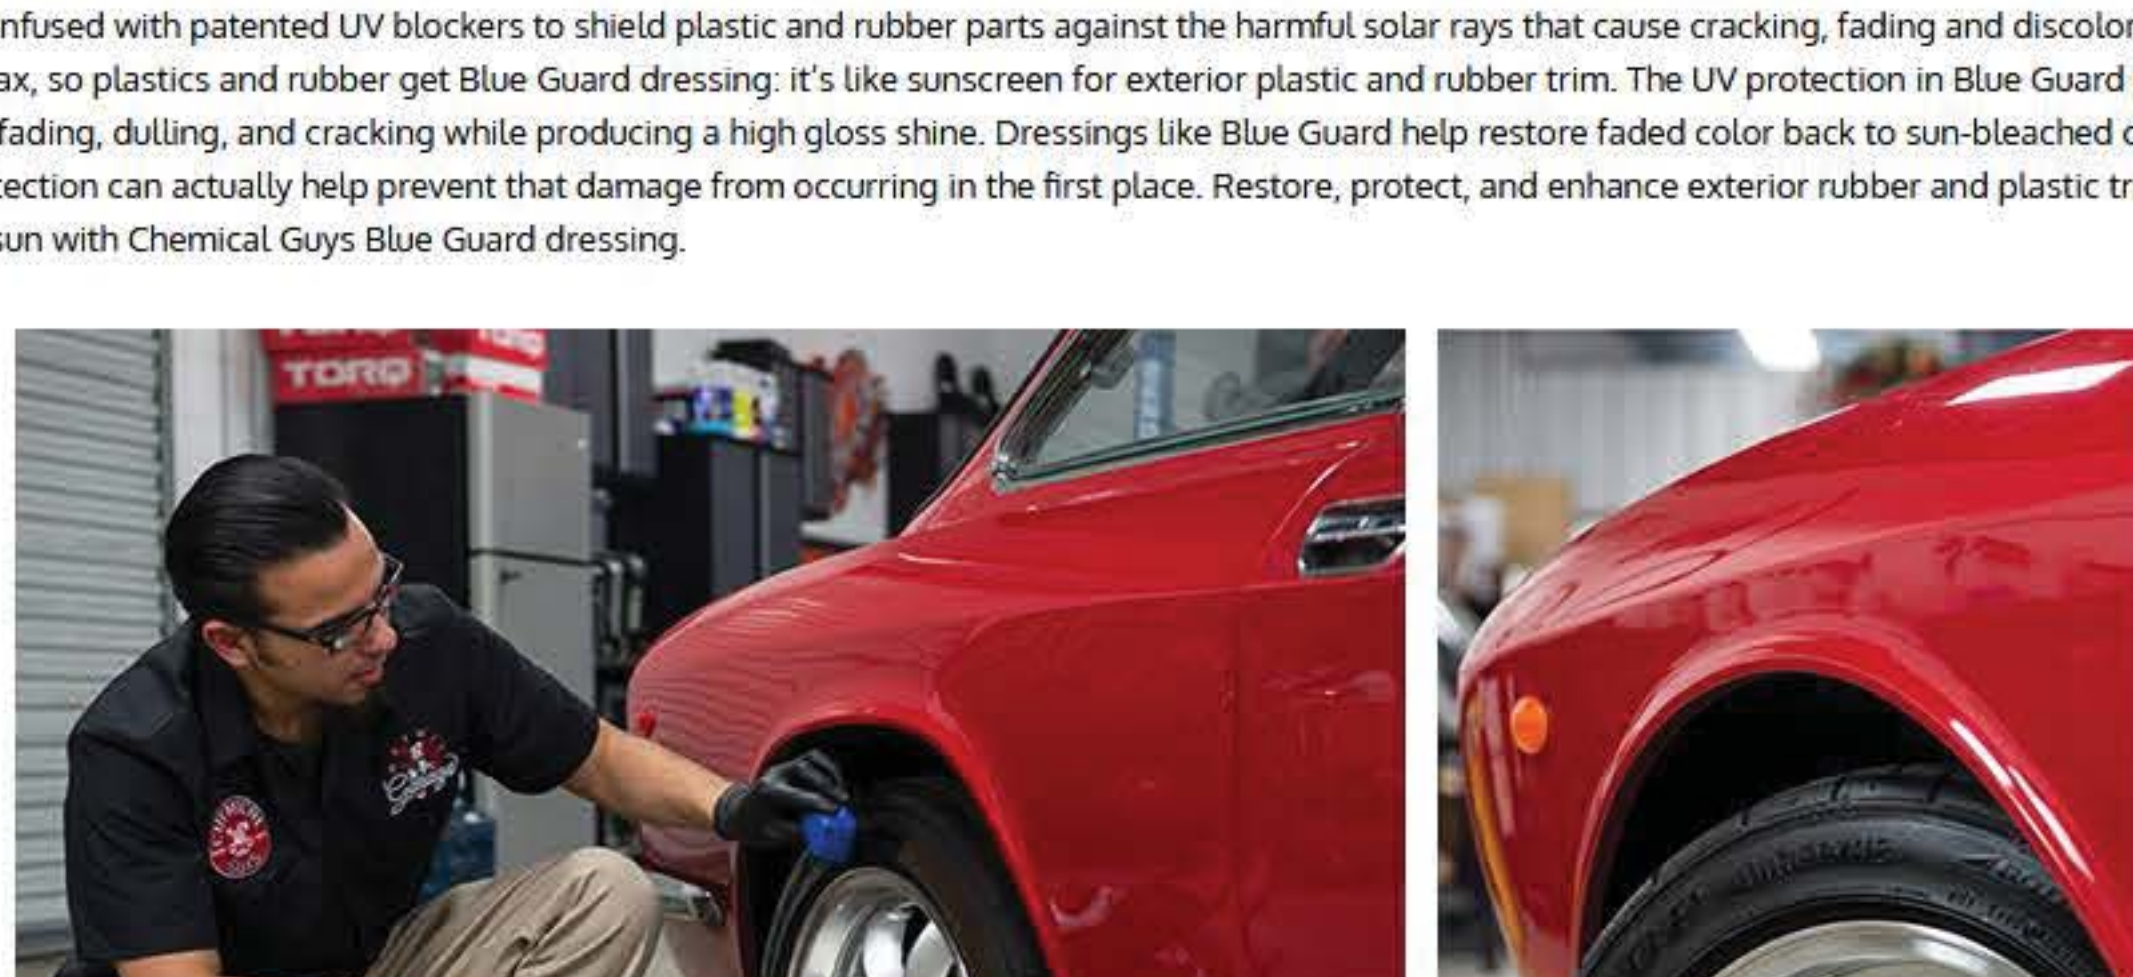 nfused with patented UV blockers to shield plastic and rubber parts against the harmful solar rays that cause cracking, fading and discolor
ax, so plastics and rubber get Blue Guard dressing: it's like sunscreen for exterior plastic and rubber trim. The UV protection in Blue Guard
fading, dulling, and cracking while producing a high gloss shine. Dressings like Blue Guard help restore faded color back to sun-bleached
tection can actually help prevent that damage from occurring in the first place. Restore, protect, and enhance exterior rubber and plastic tr
sun with Chemical Guys Blue Guard dressing.
TORQ
Garage